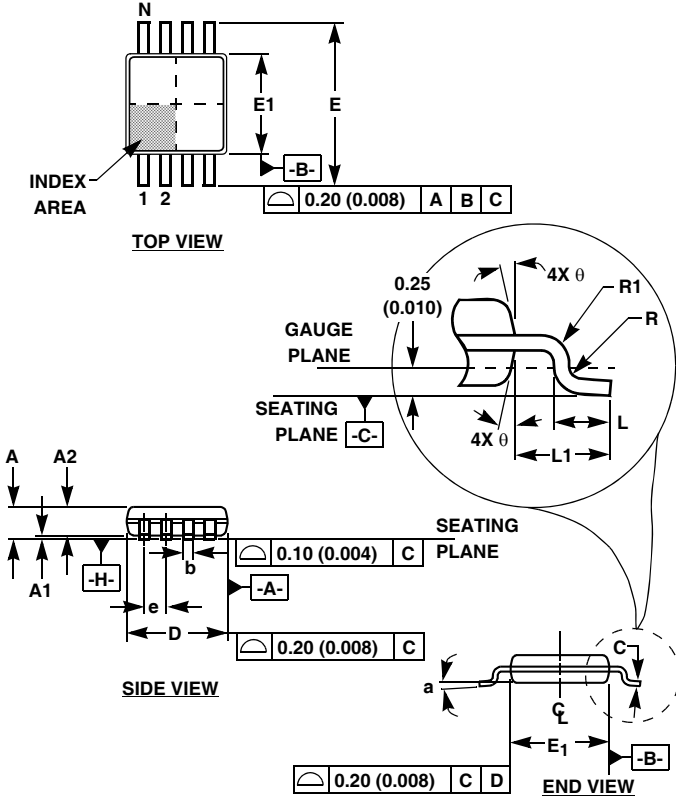 N
E1
E
-B-
INDEX
AREA
1 2
0.20 (0.008) A B C
TOP VIEW
0.25
(0.010)
4X θ
R1
R
GAUGE
PLANE
SEATING
PLANE
-C-
4X θ
L
L1
A
A2
A1
-H-
b
e
D
SEATING
PLANE
0.10 (0.004) C
-A-
0.20 (0.008) C
SIDE VIEW
C
a
CL
E1
-B-
0.20 (0.008) C D
END VIEW